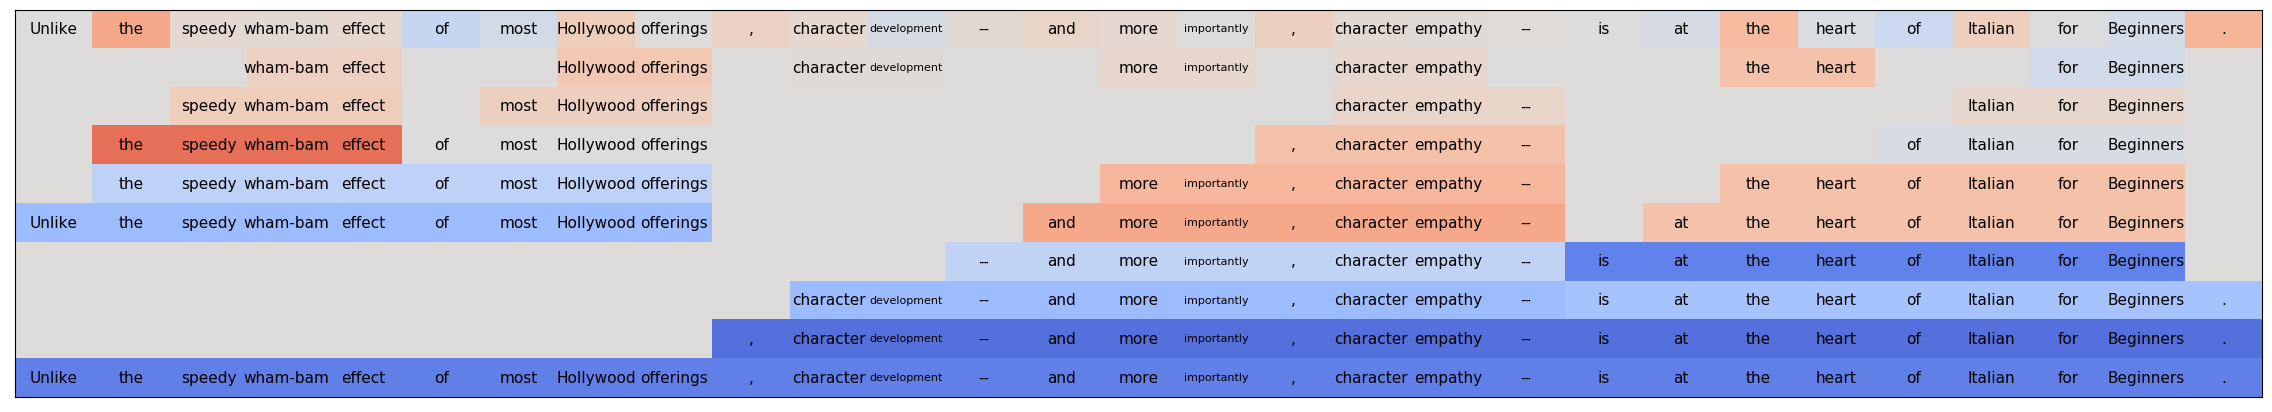 Unlike the speedy wham-bam effect of most Hollywood offerings , character development -- and more importantly , character empathy -- is at the heart of Italian for Beginners .
wham-bam effect Hollywood offerings character development more importantly character empathy the heart for Beginners
speedy wham-bam effect most Hollywood offerings character empathy -- Italian for Beginners
the speedy wham-bam effect of most Hollywood offerings , character empathy -- of Italian for Beginners
the speedy wham-bam effect of most Hollywood offerings more importantly , character empathy -- the heart of Italian for Beginners
Unlike the speedy wham-bam effect of most Hollywood offerings and more importantly , character empathy -- at the heart of Italian for Beginners
-- and more importantly , character empathy -- is at the heart of Italian for Beginners
character development -- and more importantly , character empathy -- is at the heart of Italian for Beginners .
, character development -- and more importantly , character empathy -- is at the heart of Italian for Beginners .
Unlike the speedy wham-bam effect of most Hollywood offerings , character development -- and more importantly , character empathy -- is at the heart of Italian for Beginners .